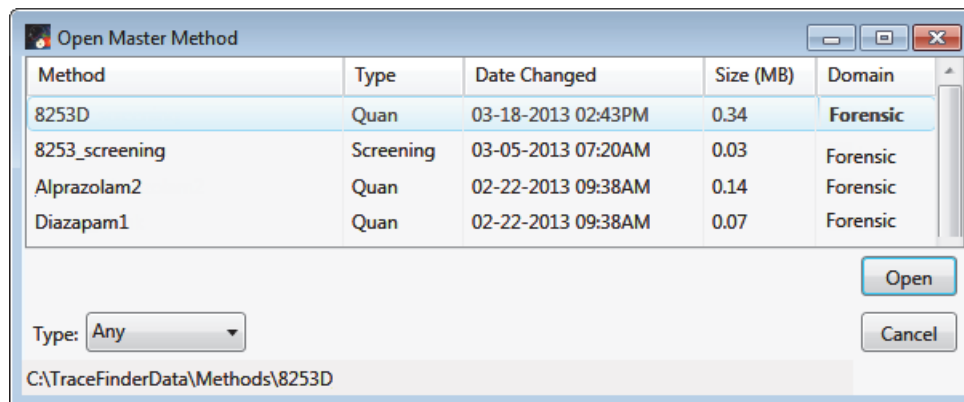 Open Master Method
Method Type Date Changed Size (MB) Domain
8253D Quan 03-18-2013 02:43PM 0.34 Forensic
8253_screening Screening 03-05-2013 07:20AM 0.03 Forensic
Alprazolam2 Quan 02-22-2013 09:38AM 0.14 Forensic
Diazapam1 Quan 02-22-2013 09:38AM 0.07 Forensic
Open
Type: Any Cancel
C:\TraceFinderData\Methods\8253D